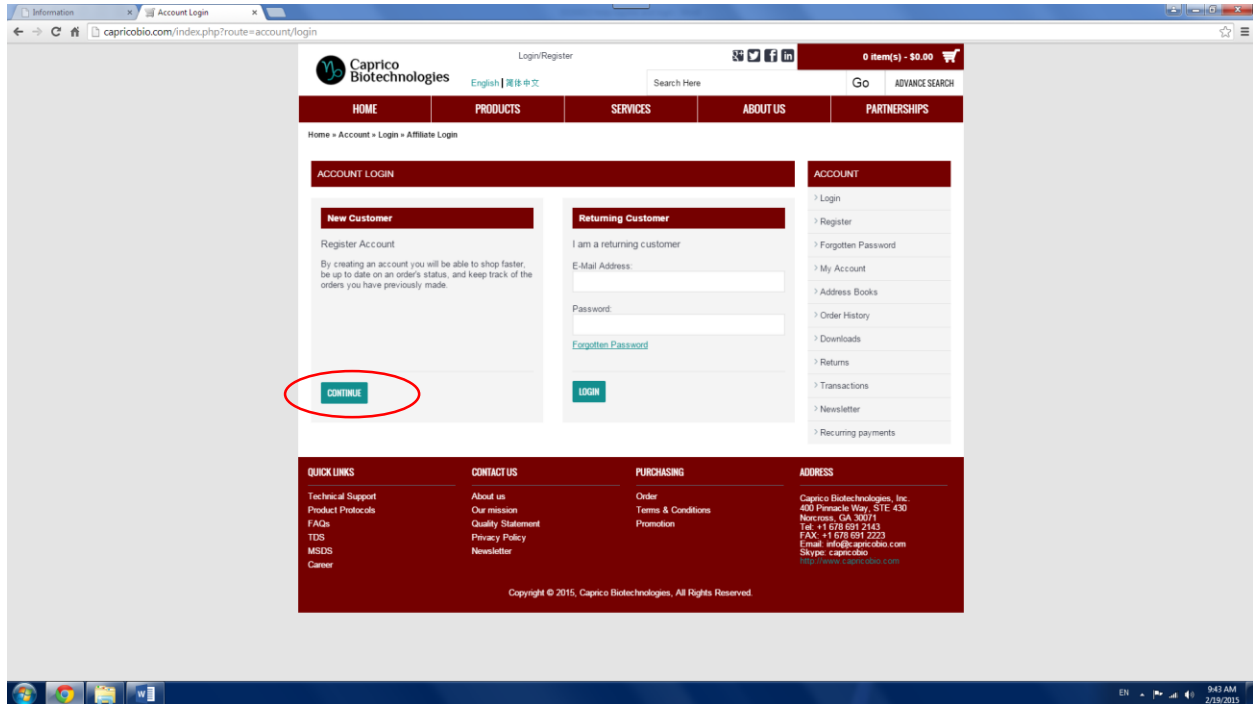 Information
Account Login
capricobio.com/index.php?route=account/login
Caprico
Biotechnologies
Login/Register
0 item(s) - $0.00
English 简体中文
Search Here
Go
ADVANCE SEARCH
HOME
PRODUCTS
SERVICES
ABOUT US
PARTNERSHIPS
Home » Account » Login » Affiliate Login
ACCOUNT LOGIN
New Customer
Register Account
By creating an account you will be able to shop faster,
be up to date on an order's status, and keep track of the
orders you have previously made.
CONTINUE
Returning Customer
I am a returning customer
E-Mail Address:
Password:
Forgotten Password
LOGIN
ACCOUNT
Login
Register
Forgotten Password
My Account
Address Books
Order History
Downloads
Returns
Transactions
Newsletter
Recurring payments
QUICK LINKS
Technical Support
Product Protocols
FAQs
TDS
MSDS
Career
CONTACT US
About us
Our mission
Quality Statement
Privacy Policy
Newsletter
PURCHASING
Order
Terms & Conditions
Promotion
ADDRESS
Caprico Biotechnologies, Inc.
400 Pinnacle Way, STE 430
Norcross, GA 30071
Tel: +1 678 691 2143
FAX: +1 678 691 2223
Email: info@capricobio.com
Skype: capricobio
http://www.capricobio.com
Copyright © 2015, Caprico Biotechnologies, All Rights Reserved.
EN
9:43 AM
2/19/2015